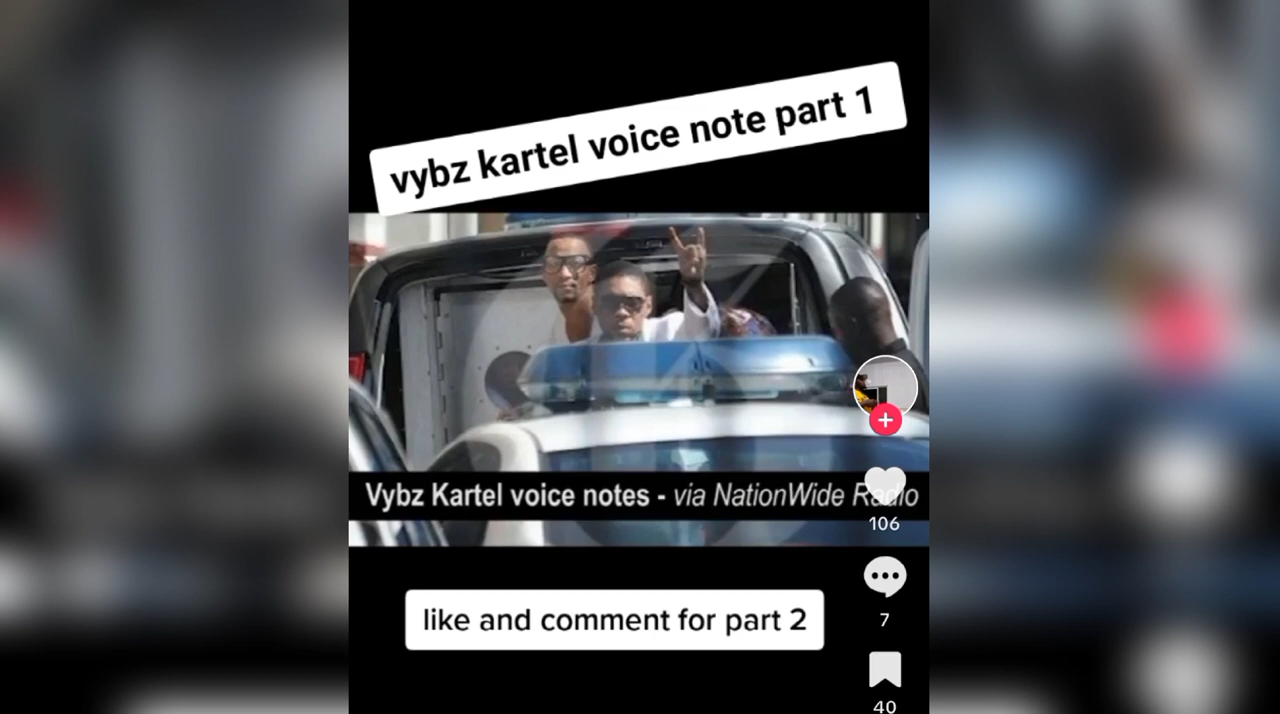 vybz kartel voice note part 1
Vybz Kartel voice notes - via NationWide Radio
106
like and comment for part 2
7
40